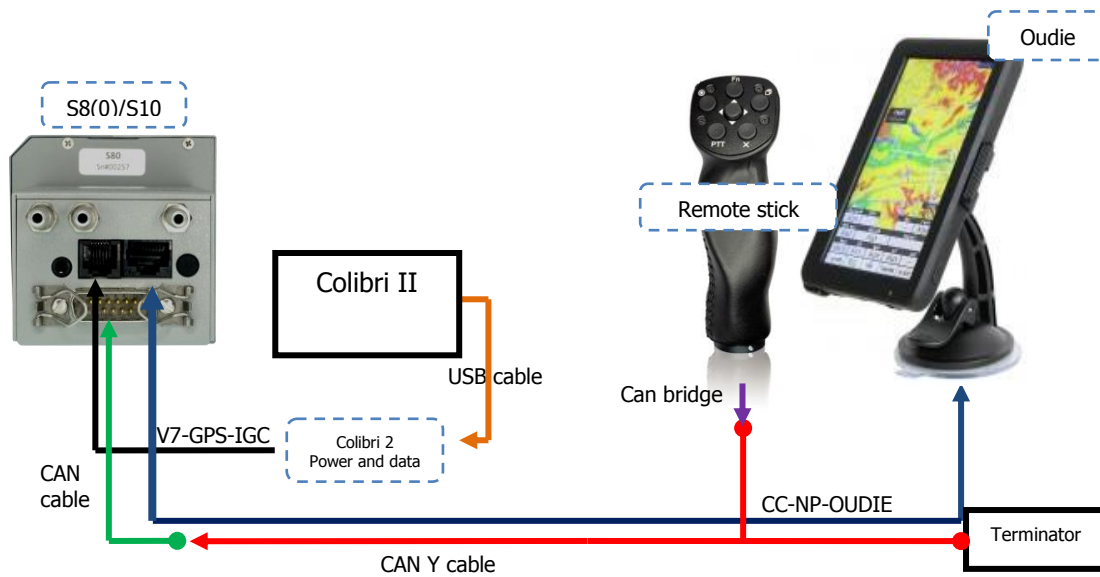 Oudie
S8(0)/S10
S80
Fn
PTT
X
Remote stick
Colibri II
USB cable
Can bridge
V7-GPS-IGC
Colibri 2
Power and data
CAN
cable
CC-NP-OUDIE
Terminator
CAN Y cable